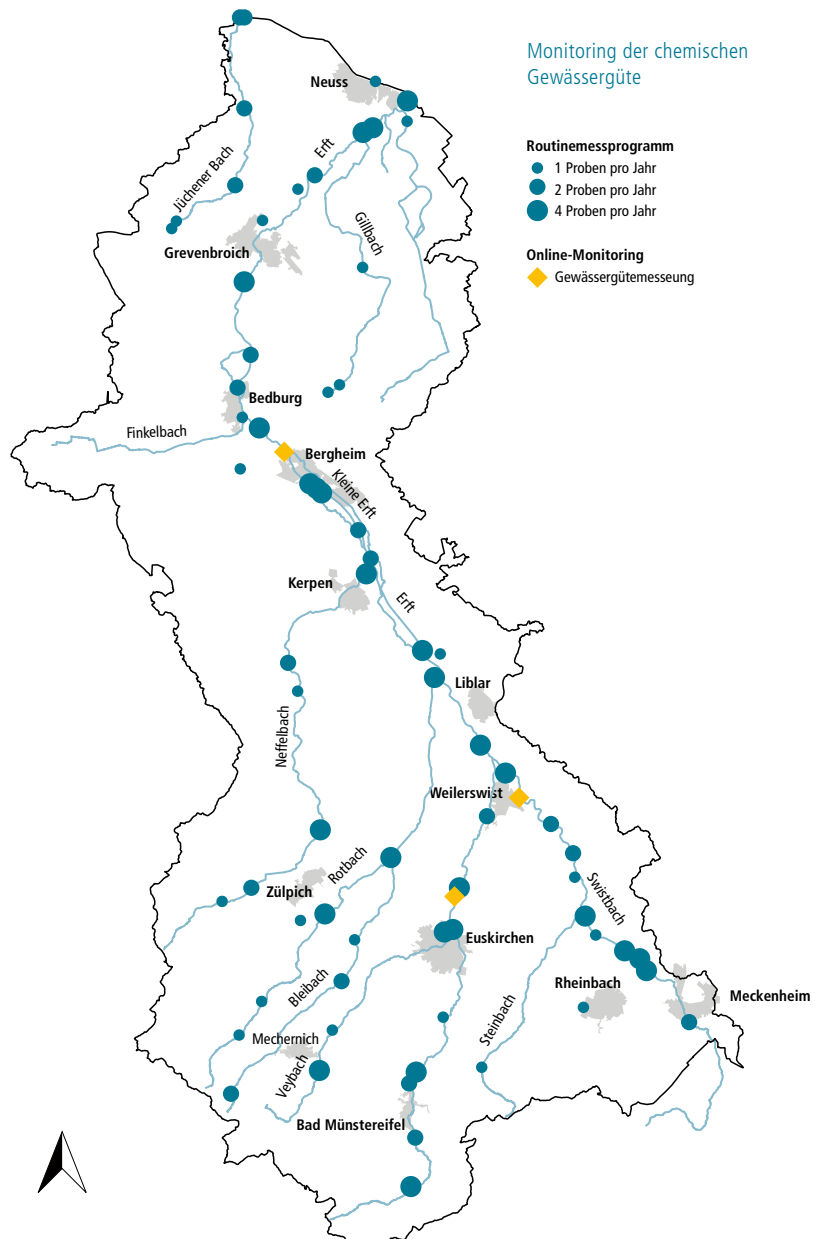 Monitoring der chemischen
Gewässergüte
Routinemessprogramm
1 Proben pro Jahr
2 Proben pro Jahr
4 Proben pro Jahr
Online-Monitoring
Gewässergütemesseung
Neuss
Erft
Jüchener Bach
Gillbach
Grevenbroich
Bedburg
Finkelbach
Bergheim
Kleine Erft
Kerpen
Erft
Liblar
Neffelbach
Weilerswist
Rotbach
Zülpich
Swistbach
Euskirchen
Bleibach
Rheinbach
Meckenheim
Steinbach
Mechernich
Veybach
Bad Münstereifel